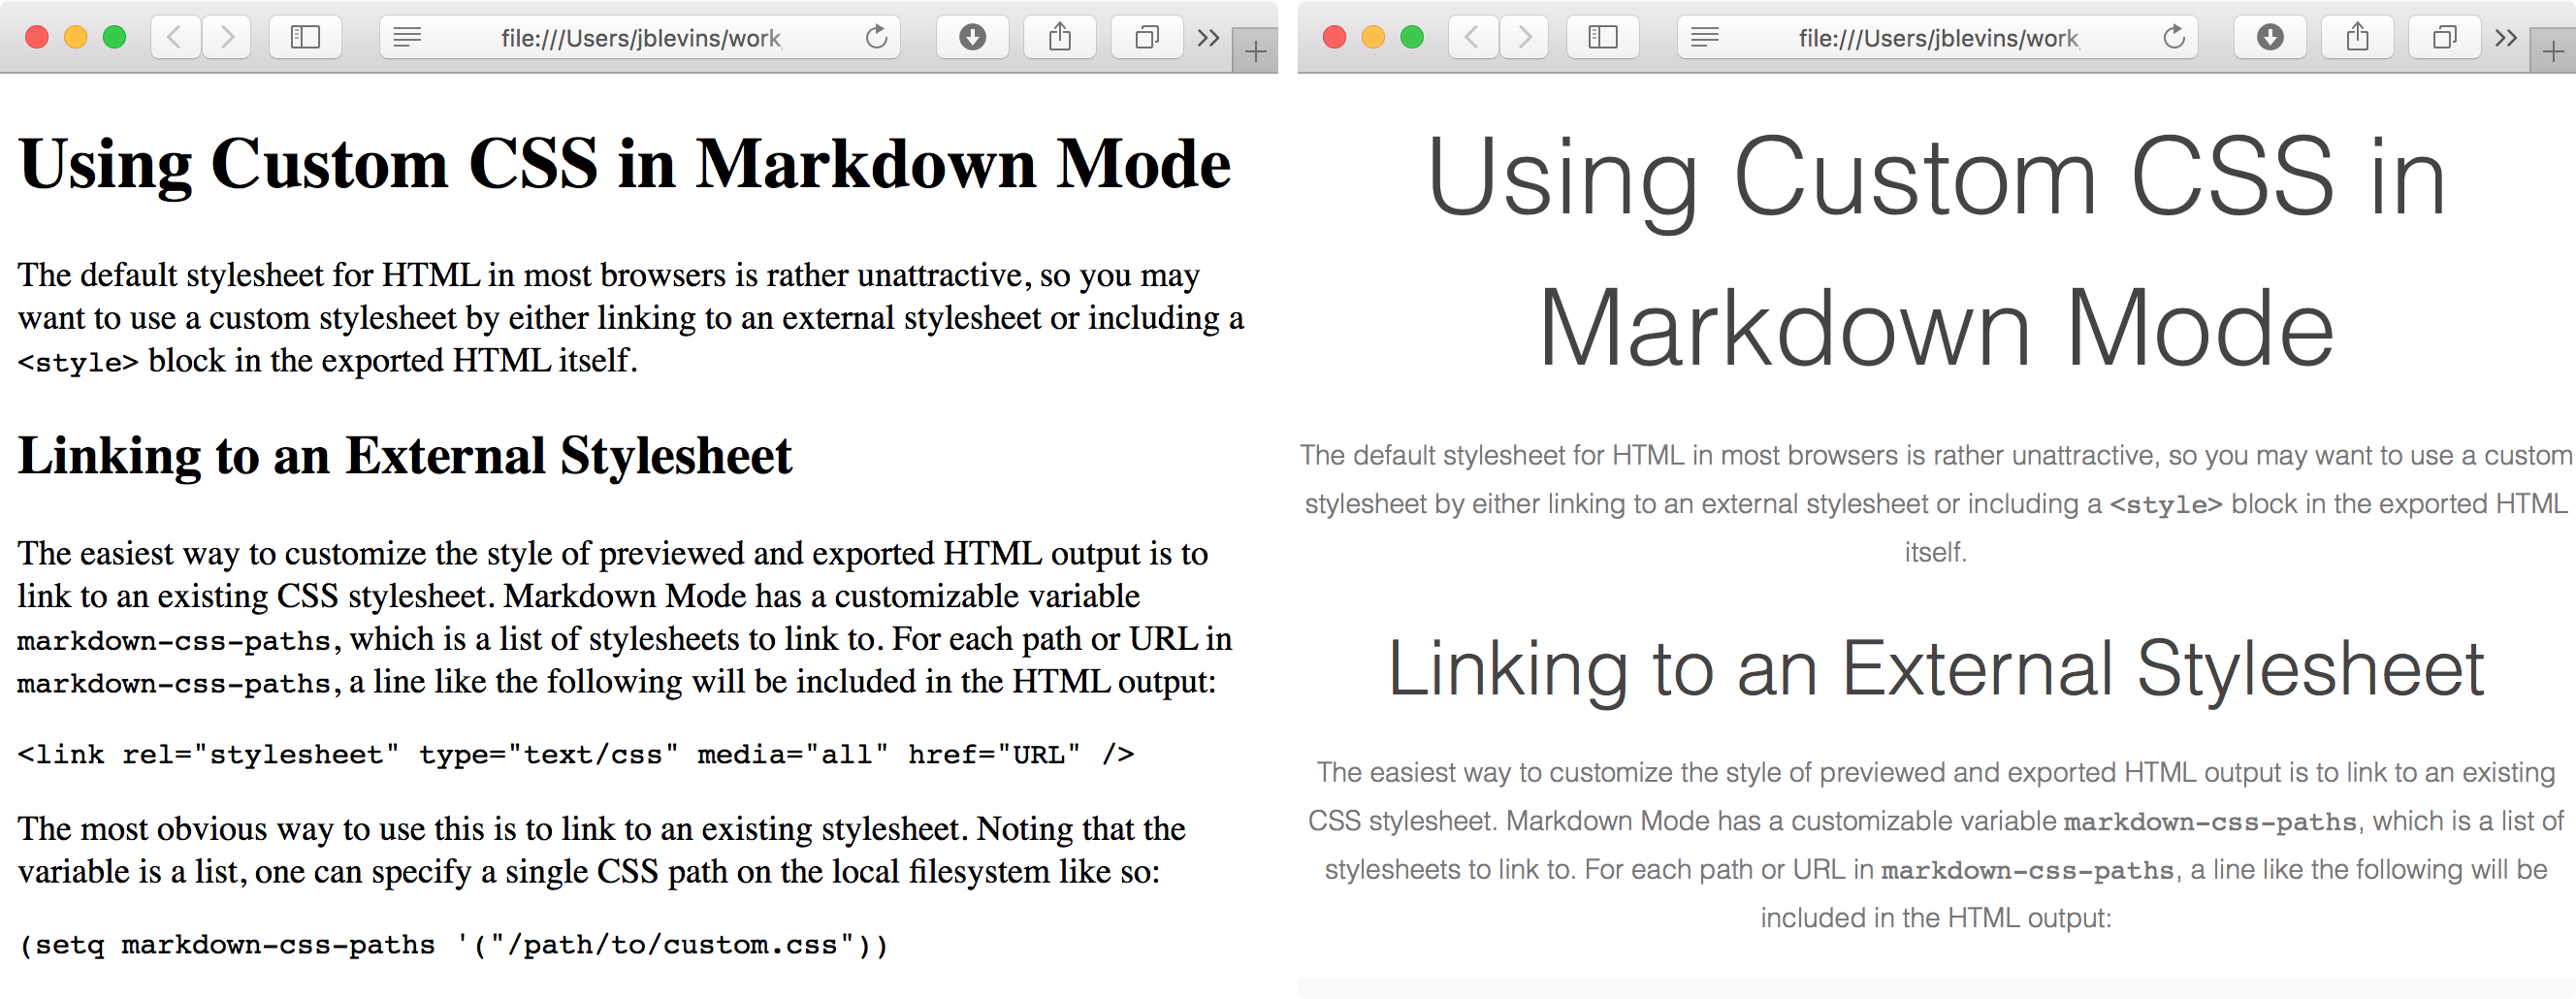 file:///Users/jblevins/work
Using Custom CSS in Markdown Mode
The default stylesheet for HTML in most browsers is rather unattractive, so you may
want to use a custom stylesheet by either linking to an external stylesheet or including a
<style> block in the exported HTML itself.
Linking to an External Stylesheet
The easiest way to customize the style of previewed and exported HTML output is to
link to an existing CSS stylesheet. Markdown Mode has a customizable variable
markdown-css-paths, which is a list of stylesheets to link to. For each path or URL in
markdown-css-paths, a line like the following will be included in the HTML output:
<link rel="stylesheet" type="text/css" media="all" href="URL" />
The most obvious way to use this is to link to an existing stylesheet. Noting that the
variable is a list, one can specify a single CSS path on the local filesystem like so:
(setq markdown-css-paths '("/path/to/custom.css"))
file:///Users/jblevins/work
Using Custom CSS in
Markdown Mode
The default stylesheet for HTML in most browsers is rather unattractive, so you may want to use a custom
stylesheet by either linking to an external stylesheet or including a <style> block in the exported HTML
itself.
Linking to an External Stylesheet
The easiest way to customize the style of previewed and exported HTML output is to link to an existing
CSS stylesheet. Markdown Mode has a customizable variable markdown-css-paths, which is a list of
stylesheets to link to. For each path or URL in markdown-css-paths, a line like the following will be
included in the HTML output: